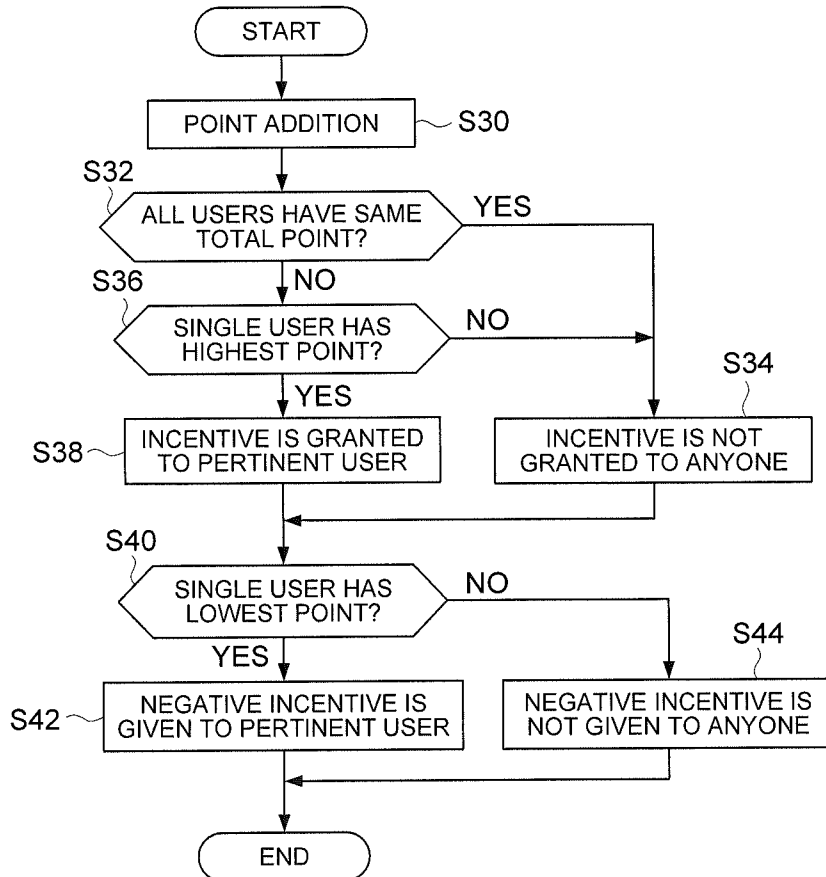 START
POINT ADDITION
S30
S32
ALL USERS HAVE SAME
TOTAL POINT?
YES
NO
S36
SINGLE USER HAS
HIGHEST POINT?
NO
YES
S34
S38
INCENTIVE IS GRANTED
TO PERTINENT USER
INCENTIVE IS NOT
GRANTED TO ANYONE
S40
SINGLE USER HAS
LOWEST POINT?
NO
YES
S44
S42
NEGATIVE INCENTIVE IS
GIVEN TO PERTINENT USER
NEGATIVE INCENTIVE IS
NOT GIVEN TO ANYONE
END